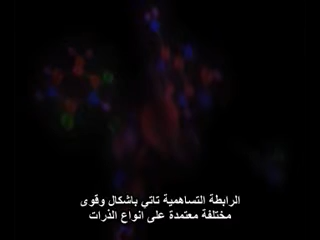 الرابطة التساهمية تاتي باشكال وقوى
مختلفة معتمدة على انواع الذرات